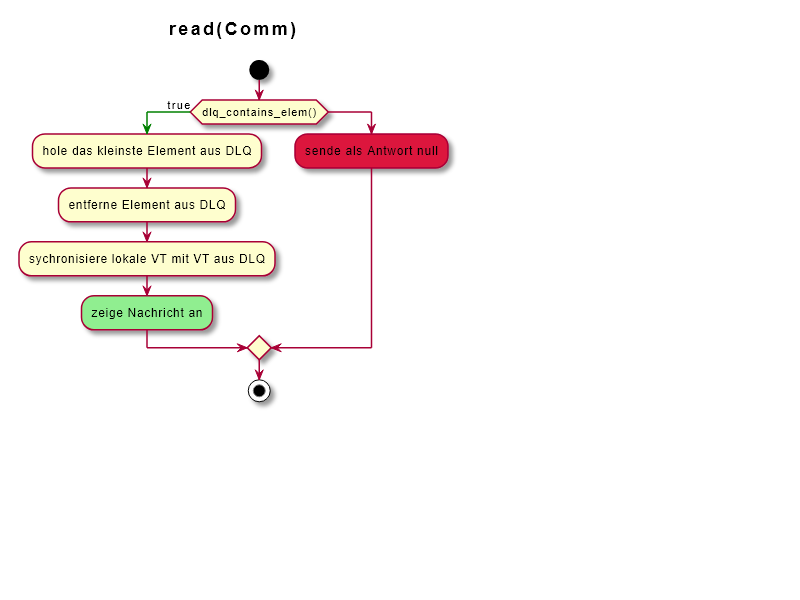 read(Comm)
true
dlq_contains_elem()
hole das kleinste Element aus DLQ
sende als Antwort null
entferne Element aus DLQ
sychronisiere lokale VT mit VT aus DLQ
zeige Nachricht an